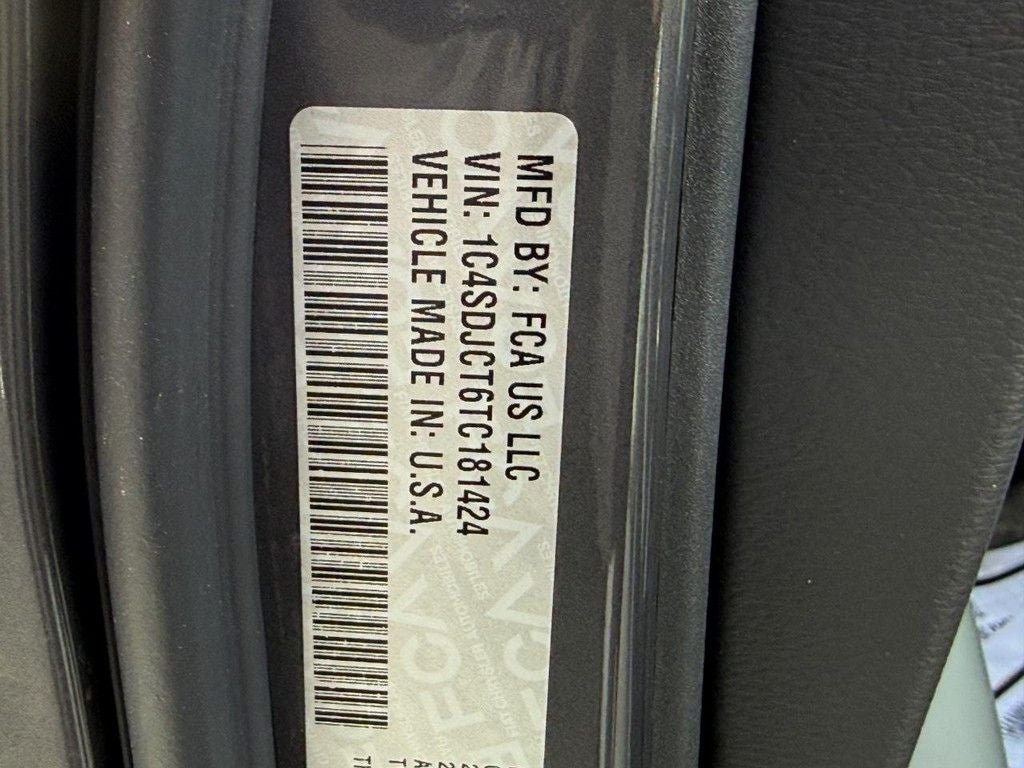 MFD BY: FCA US LLC
VIN: 1C4SDJCT6TC181424
VEHICLE MADE IN: U.S.A.